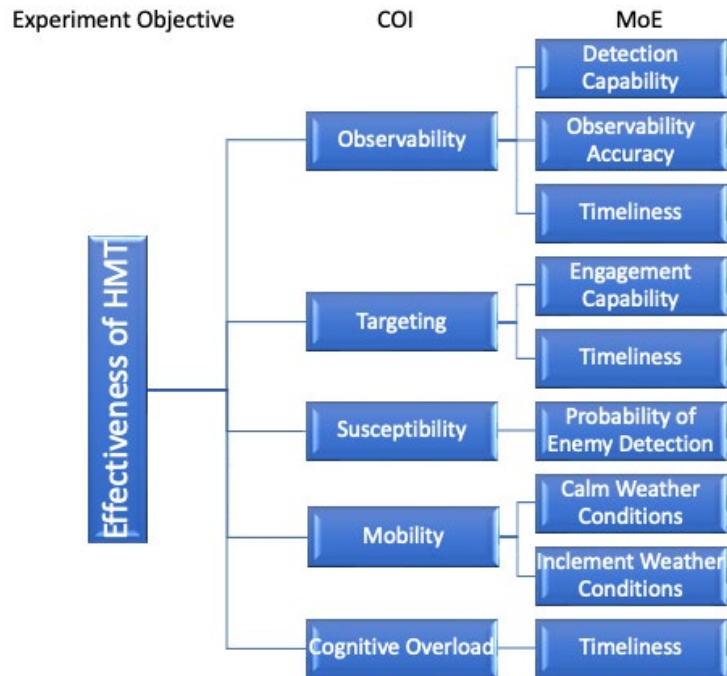 Experiment Objective COI MoE
Effectiveness of HMT
Observability
Detection
Capability
Observability
Accuracy
Timeliness
Targeting
Engagement
Capability
Timeliness
Susceptibility
Probability of
Enemy Detection
Mobility
Calm Weather
Conditions
Inclement Weather
Conditions
Cognitive Overload
Timeliness